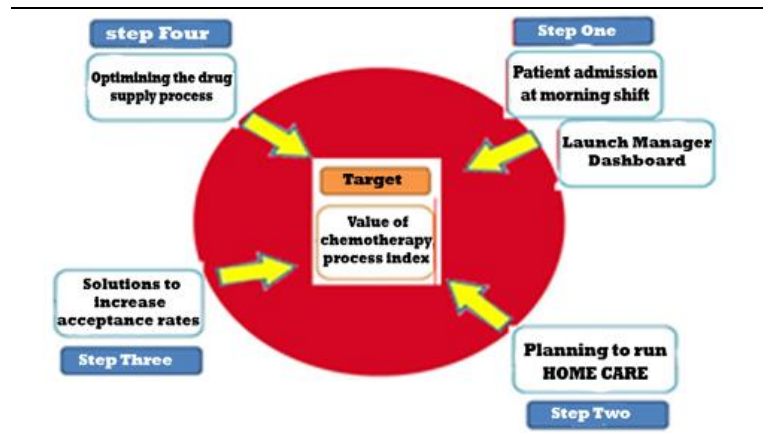 step Four
Optimining the drug
supply process
Step One
Patient admission
at morning shift
Launch Manager
Dashboard
Target
Value of
chemotherapy
process index
Solutions to
increase
acceptance rates
Step Three
Planning to run
HOME CARE
Step Two